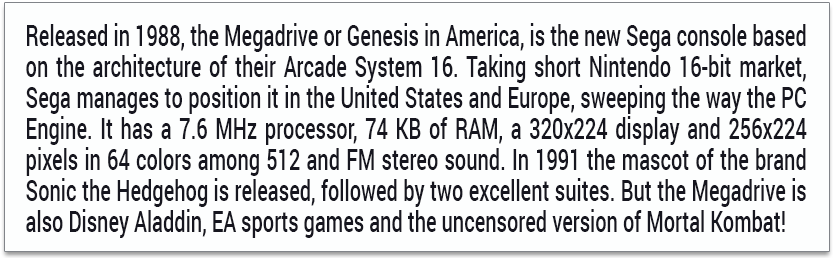 Released in 1988, the Megadrive or Genesis in America, is the new Sega console based
on the architecture of their Arcade System 16. Taking short Nintendo 16-bit market,
Sega manages to position it in the United States and Europe, sweeping the way the PC
Engine. It has a 7.6 MHz processor, 74 KB of RAM, a 320x224 display and 256x224
pixels in 64 colors among 512 and FM stereo sound. In 1991 the mascot of the brand
Sonic the Hedgehog is released, followed by two excellent suites. But the Megadrive is
also Disney Aladdin, EA sports games and the uncensored version of Mortal Kombat!